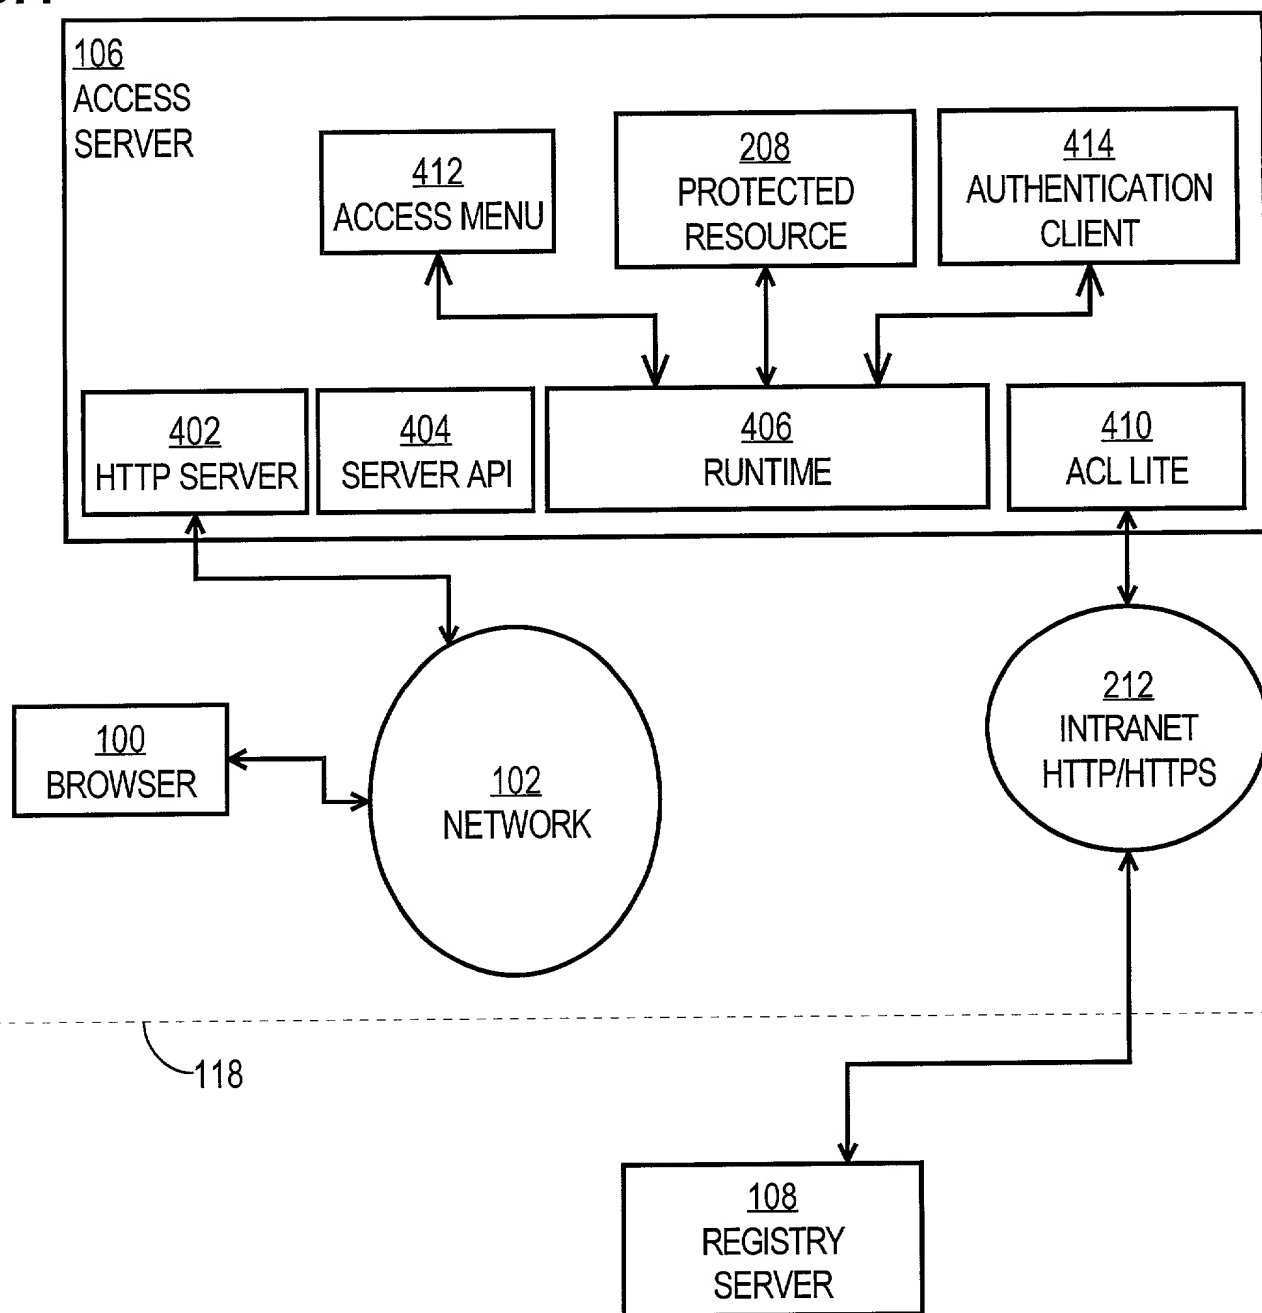 106
ACCESS
SERVER
412
ACCESS MENU
208
PROTECTED
RESOURCE
414
AUTHENTICATION
CLIENT
402
HTTP SERVER
404
SERVER API
406
RUNTIME
410
ACL LITE
100
BROWSER
102
NETWORK
212
INTRANET
HTTP/HTTPS
118
108
REGISTRY
SERVER